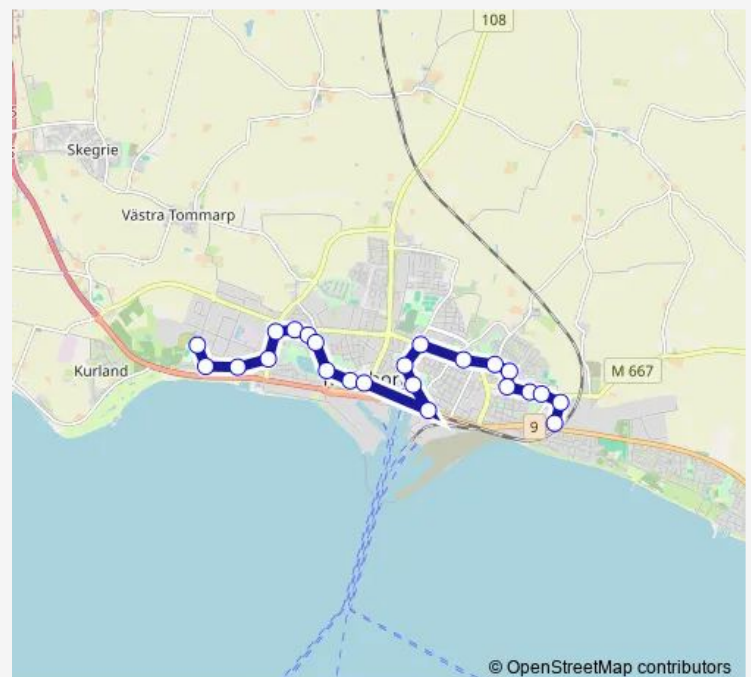 108
Skegrie
Västra Tommarp
Kurland
M 667
9
© OpenStreetMap contributors